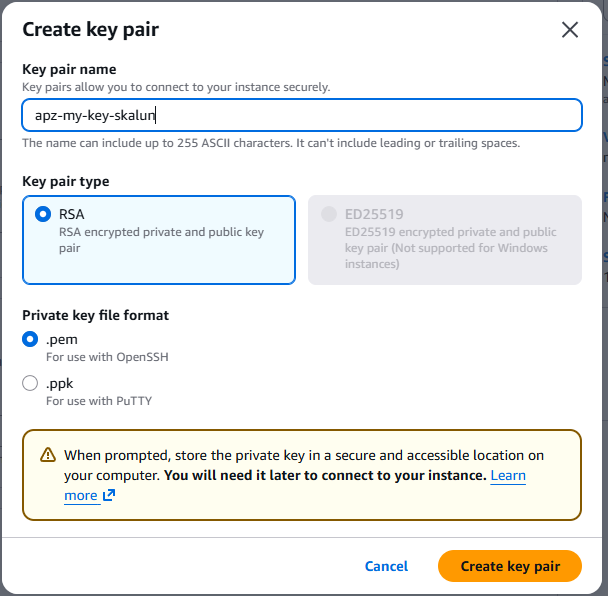 Create key pair
Key pair name
Key pairs allow you to connect to your instance securely.
apz-my-key-skalun
The name can include up to 255 ASCII characters. It can't include leading or trailing spaces.
Key pair type
RSA
RSA encrypted private and public key
pair
ED25519
ED25519 encrypted private and public
key pair (Not supported for Windows
instances)
Private key file format
.pem
For use with OpenSSH
.ppk
For use with PuTTY
When prompted, store the private key in a secure and accessible location on
your computer. You will need it later to connect to your instance. Learn
more
Cancel
Create key pair